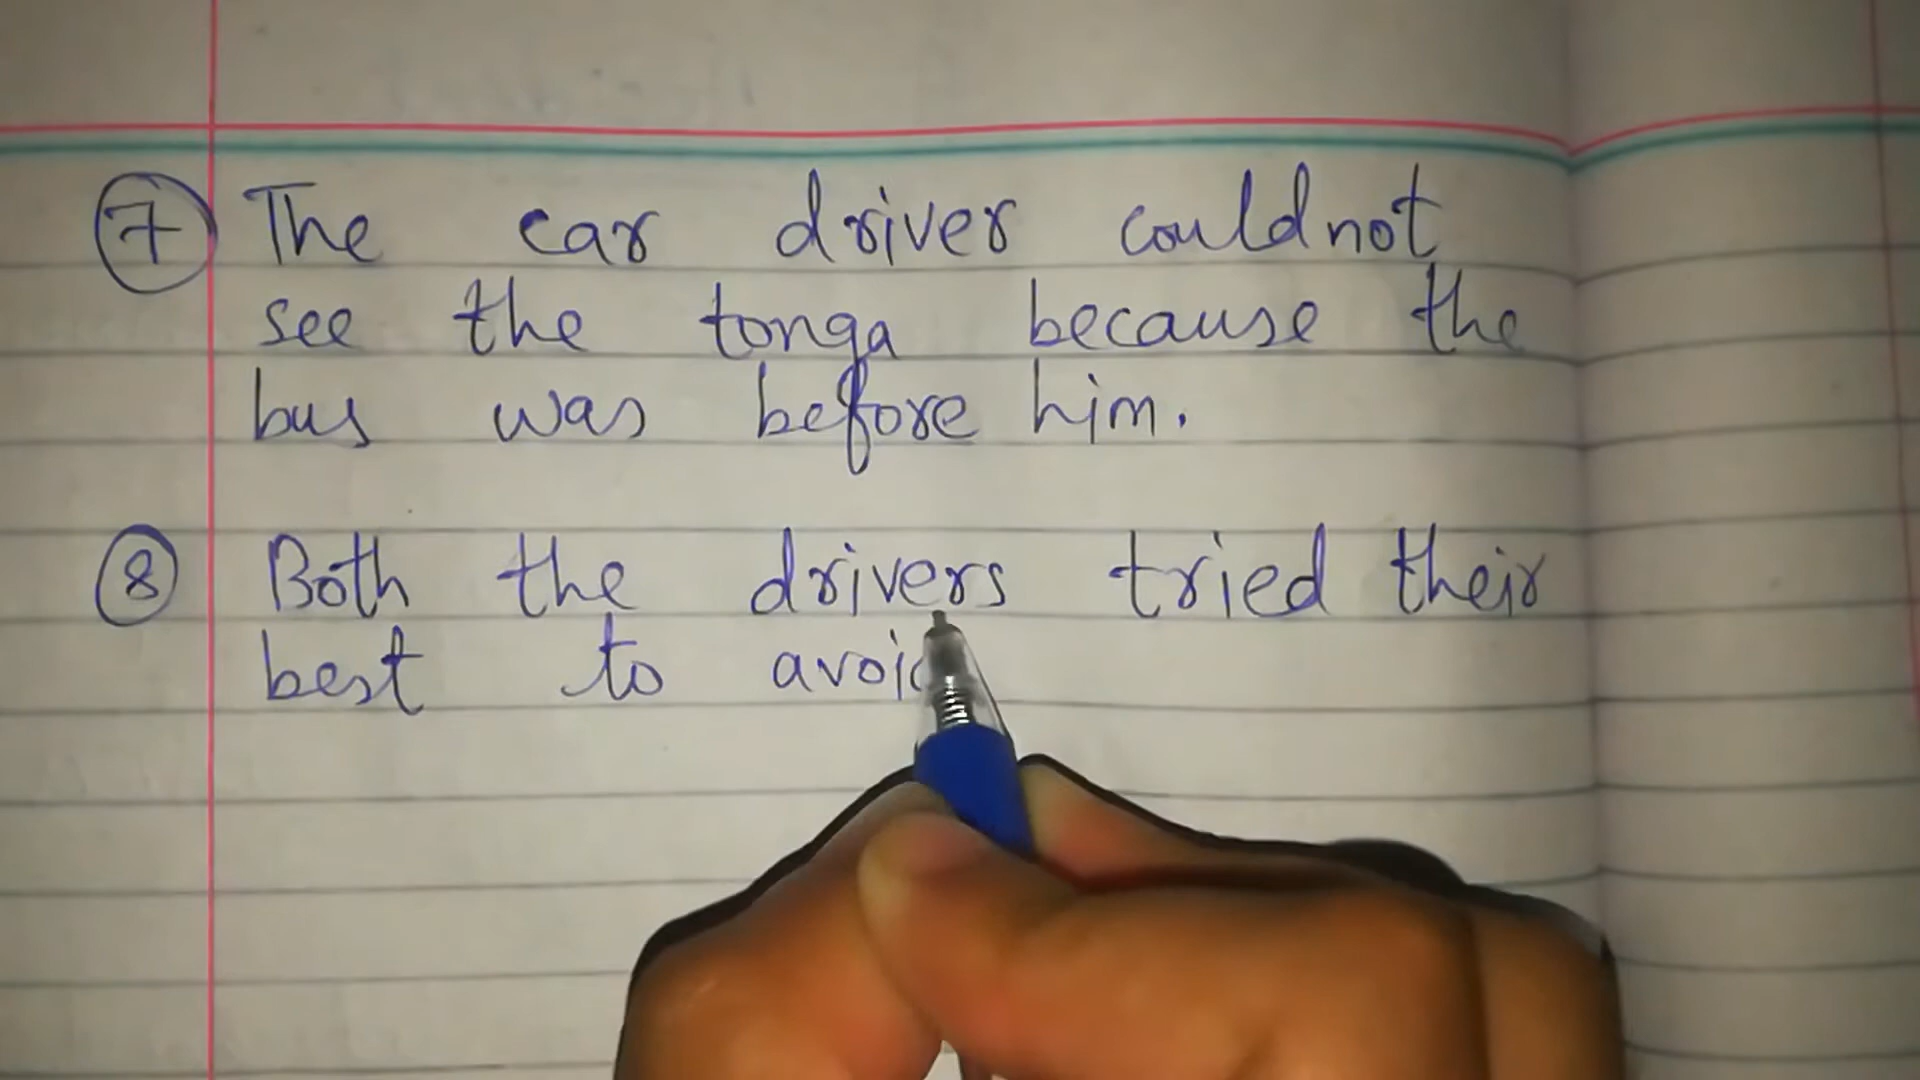 7 The car driver couldnot
see the tonga because the
bus was before him.
8 Both the drivers tried their
best to avoid